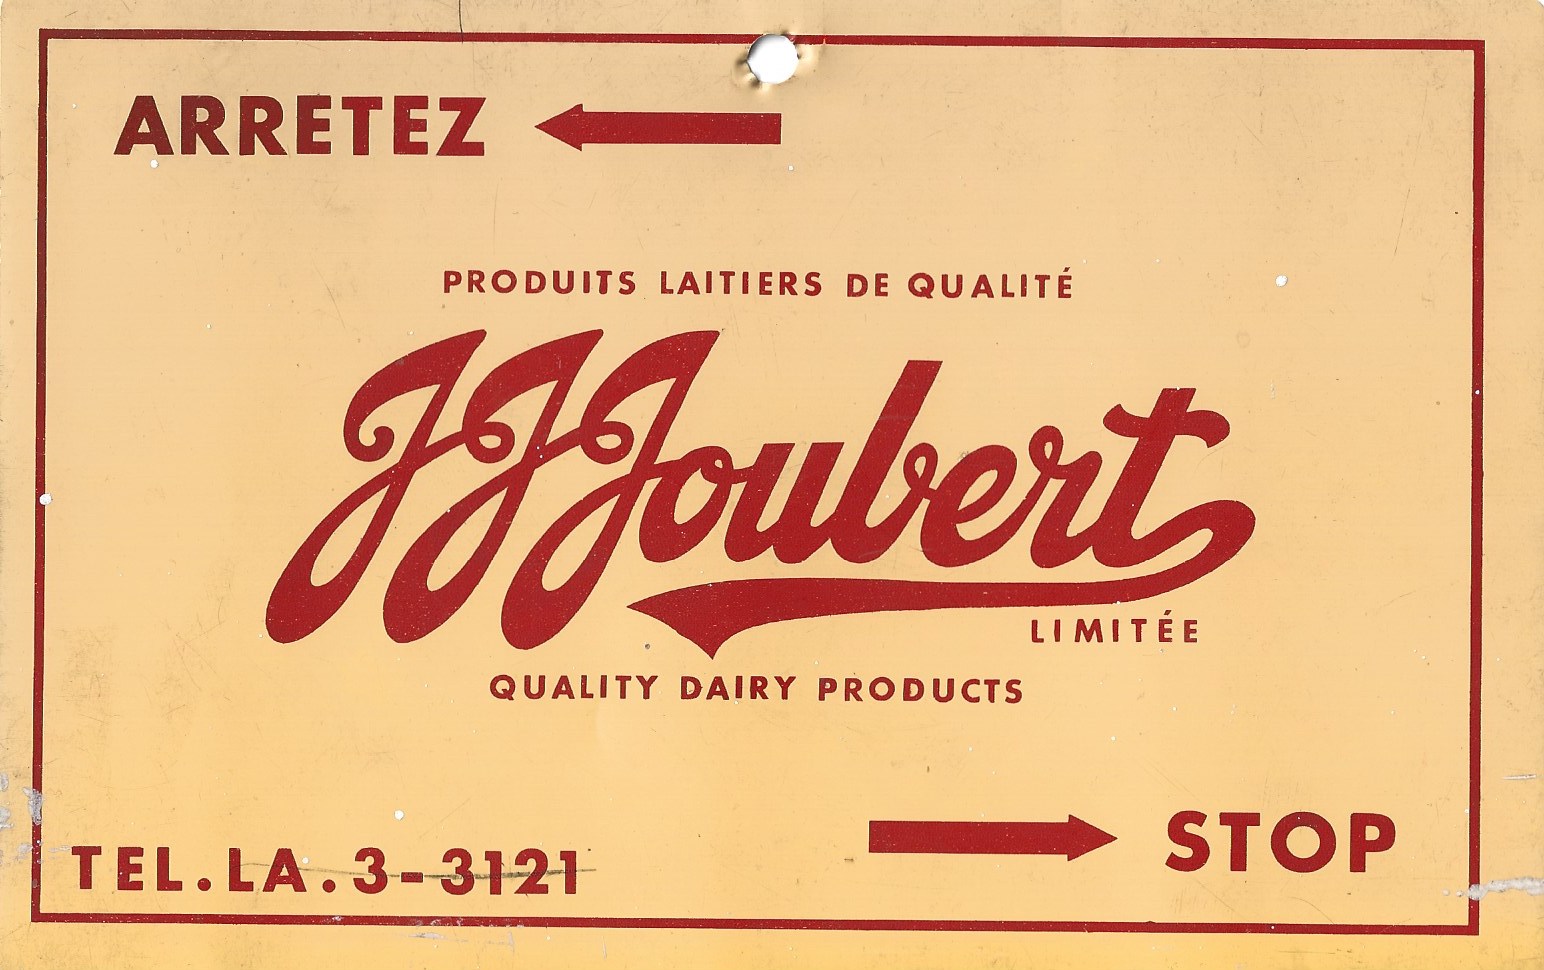 ARRETEZ
PRODUITS LAITIERS DE QUALITÉ
JJJoubert
LIMITÉE
QUALITY DAIRY PRODUCTS
STOP
TEL. LA. 3-3121